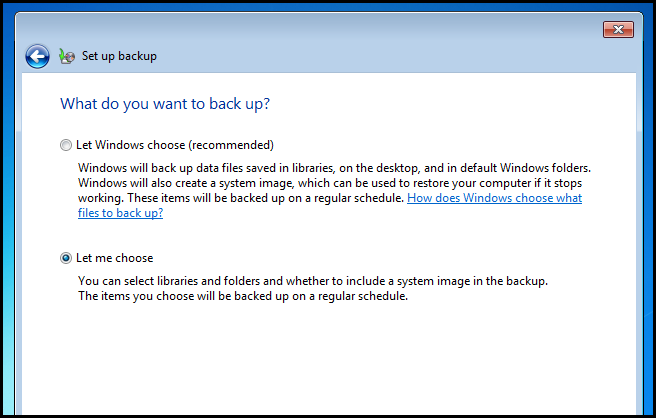 Set up backup
What do you want to back up?
Let Windows choose (recommended)
Windows will back up data files saved in libraries, on the desktop, and in default Windows folders.
Windows will also create a system image, which can be used to restore your computer if it stops
working. These items will be backed up on a regular schedule. How does Windows choose what
files to back up?
Let me choose
You can select libraries and folders and whether to include a system image in the backup.
The items you choose will be backed up on a regular schedule.